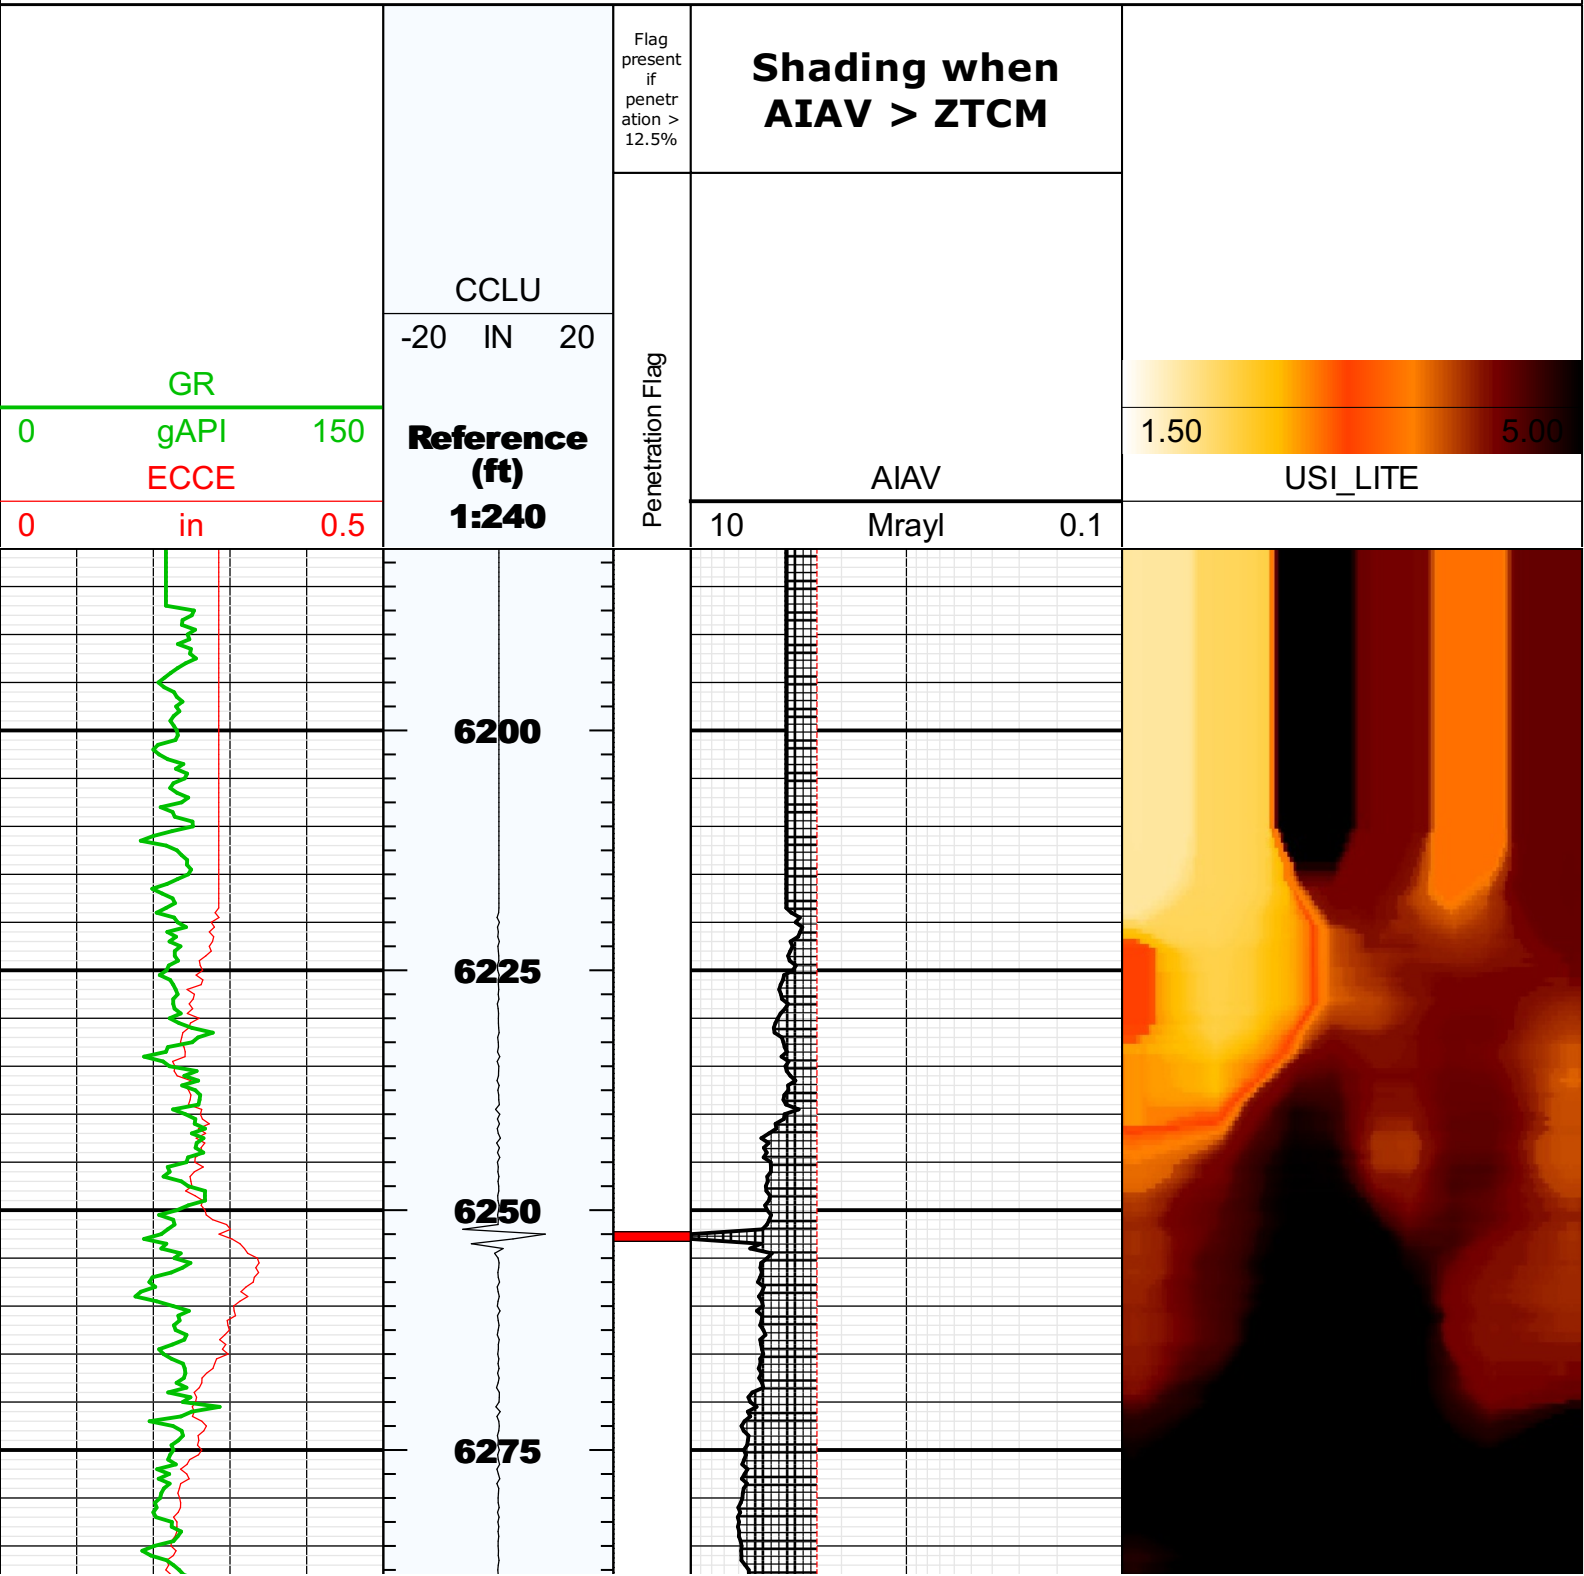 Flag
present
if
penetr
ation >
12.5%
Shading when
AIAV > ZTCM
CCLU
-20 IN 20
GR
0 gAPI 150
ECCE
0 in 0.5
Reference
(ft)
1:240
Penetration Flag
AIAV
10 Mrayl 0.1
1.50 5.00
USI_LITE
6200
6225
6250
6275